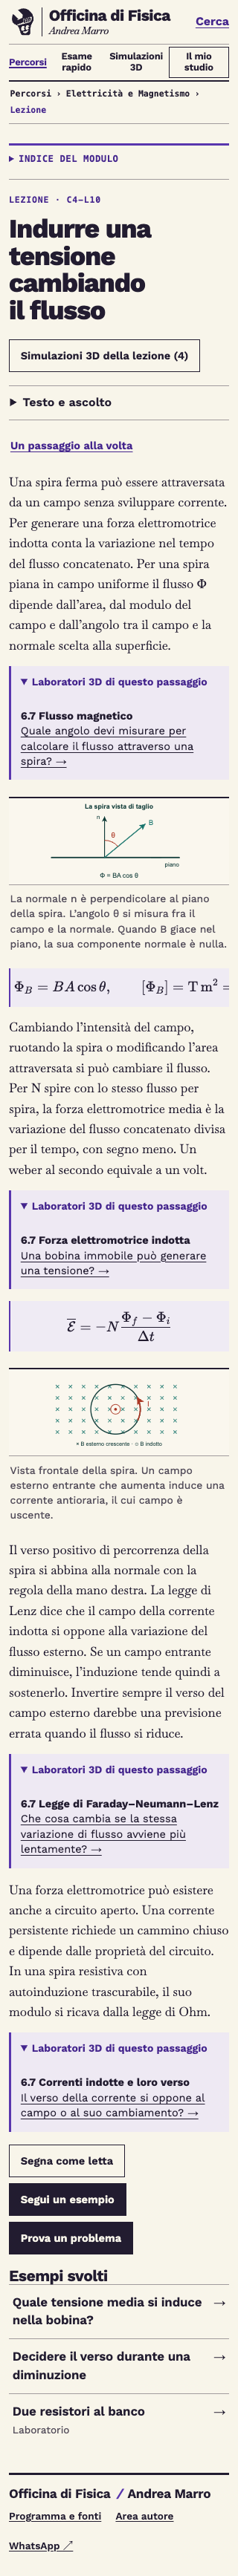 Officina di Fisica
Andrea Marro
Cerca
Percorsi
Esame rapido
Simulazioni 3D
Il mio studio
Percorsi › Elettricità e Magnetismo ›
Lezione
▶ INDICE DEL MODULO
LEZIONE · C4–L10
Indurre una
tensione
cambiando
il flusso
Simulazioni 3D della lezione (4)
▶ Testo e ascolto
Un passaggio alla volta
Una spira ferma può essere attraversata
da un campo senza sviluppare corrente.
Per generare una forza elettromotrice
indotta conta la variazione nel tempo
del flusso concatenato. Per una spira
piana in campo uniforme il flusso Φ
dipende dall’area, dal modulo del
campo e dall’angolo tra il campo e la
normale scelta alla superficie.
▼ Laboratori 3D di questo passaggio
6.7 Flusso magnetico
Quale angolo devi misurare per
calcolare il flusso attraverso una
spira? →
La spira vista di taglio
n
B
θ
piano
Φ = BA cos θ
La normale n è perpendicolare al piano
della spira. L’angolo θ si misura fra il
campo e la normale. Quando B giace nel
piano, la sua componente normale è nulla.
Φ_B = BA cos θ, [Φ_B] = T m² =
Cambiando l’intensità del campo,
ruotando la spira o modificando l’area
attraversata si può cambiare il flusso.
Per N spire con lo stesso flusso per
spira, la forza elettromotrice media è la
variazione del flusso concatenato divisa
per il tempo, con segno meno. Un
weber al secondo equivale a un volt.
▼ Laboratori 3D di questo passaggio
6.7 Forza elettromotrice indotta
Una bobina immobile può generare
una tensione? →
ℰ̅ = −N (Φ_f − Φ_i) / Δt
I
× B esterno crescente · ⊙ B indotto
Vista frontale della spira. Un campo
esterno entrante che aumenta induce una
corrente antioraria, il cui campo è
uscente.
Il verso positivo di percorrenza della
spira si abbina alla normale con la
regola della mano destra. La legge di
Lenz dice che il campo della corrente
indotta si oppone alla variazione del
flusso esterno. Se un campo entrante
diminuisce, l’induzione tende quindi a
sostenerlo. Invertire sempre il verso del
campo esterno darebbe una previsione
errata quando il flusso si riduce.
▼ Laboratori 3D di questo passaggio
6.7 Legge di Faraday–Neumann–Lenz
Che cosa cambia se la stessa
variazione di flusso avviene più
lentamente? →
Una forza elettromotrice può esistere
anche a circuito aperto. Una corrente
persistente richiede un cammino chiuso
e dipende dalle proprietà del circuito.
In una spira resistiva con
autoinduzione trascurabile, il suo
modulo si ricava dalla legge di Ohm.
▼ Laboratori 3D di questo passaggio
6.7 Correnti indotte e loro verso
Il verso della corrente si oppone al
campo o al suo cambiamento? →
Segna come letta
Segui un esempio
Prova un problema
Esempi svolti
Quale tensione media si induce
nella bobina? →
Decidere il verso durante una
diminuzione →
Due resistori al banco →
Laboratorio
Officina di Fisica / Andrea Marro
Programma e fonti
Area autore
WhatsApp ↗